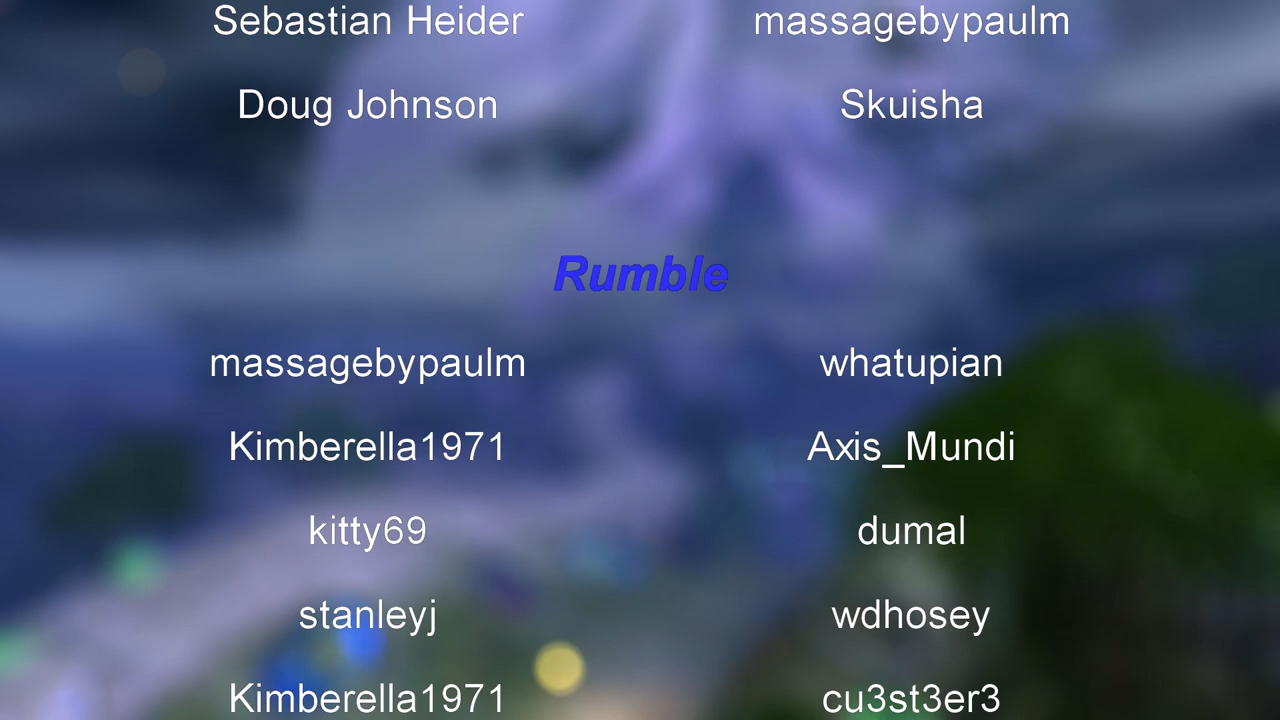 Sebastian Heider massagebypaulm
Doug Johnson Skuisha
Rumble
massagebypaulm whatupian
Kimberella1971 Axis_Mundi
kitty69 dumal
stanleyj wdhosey
Kimberella1971 cu3st3er3